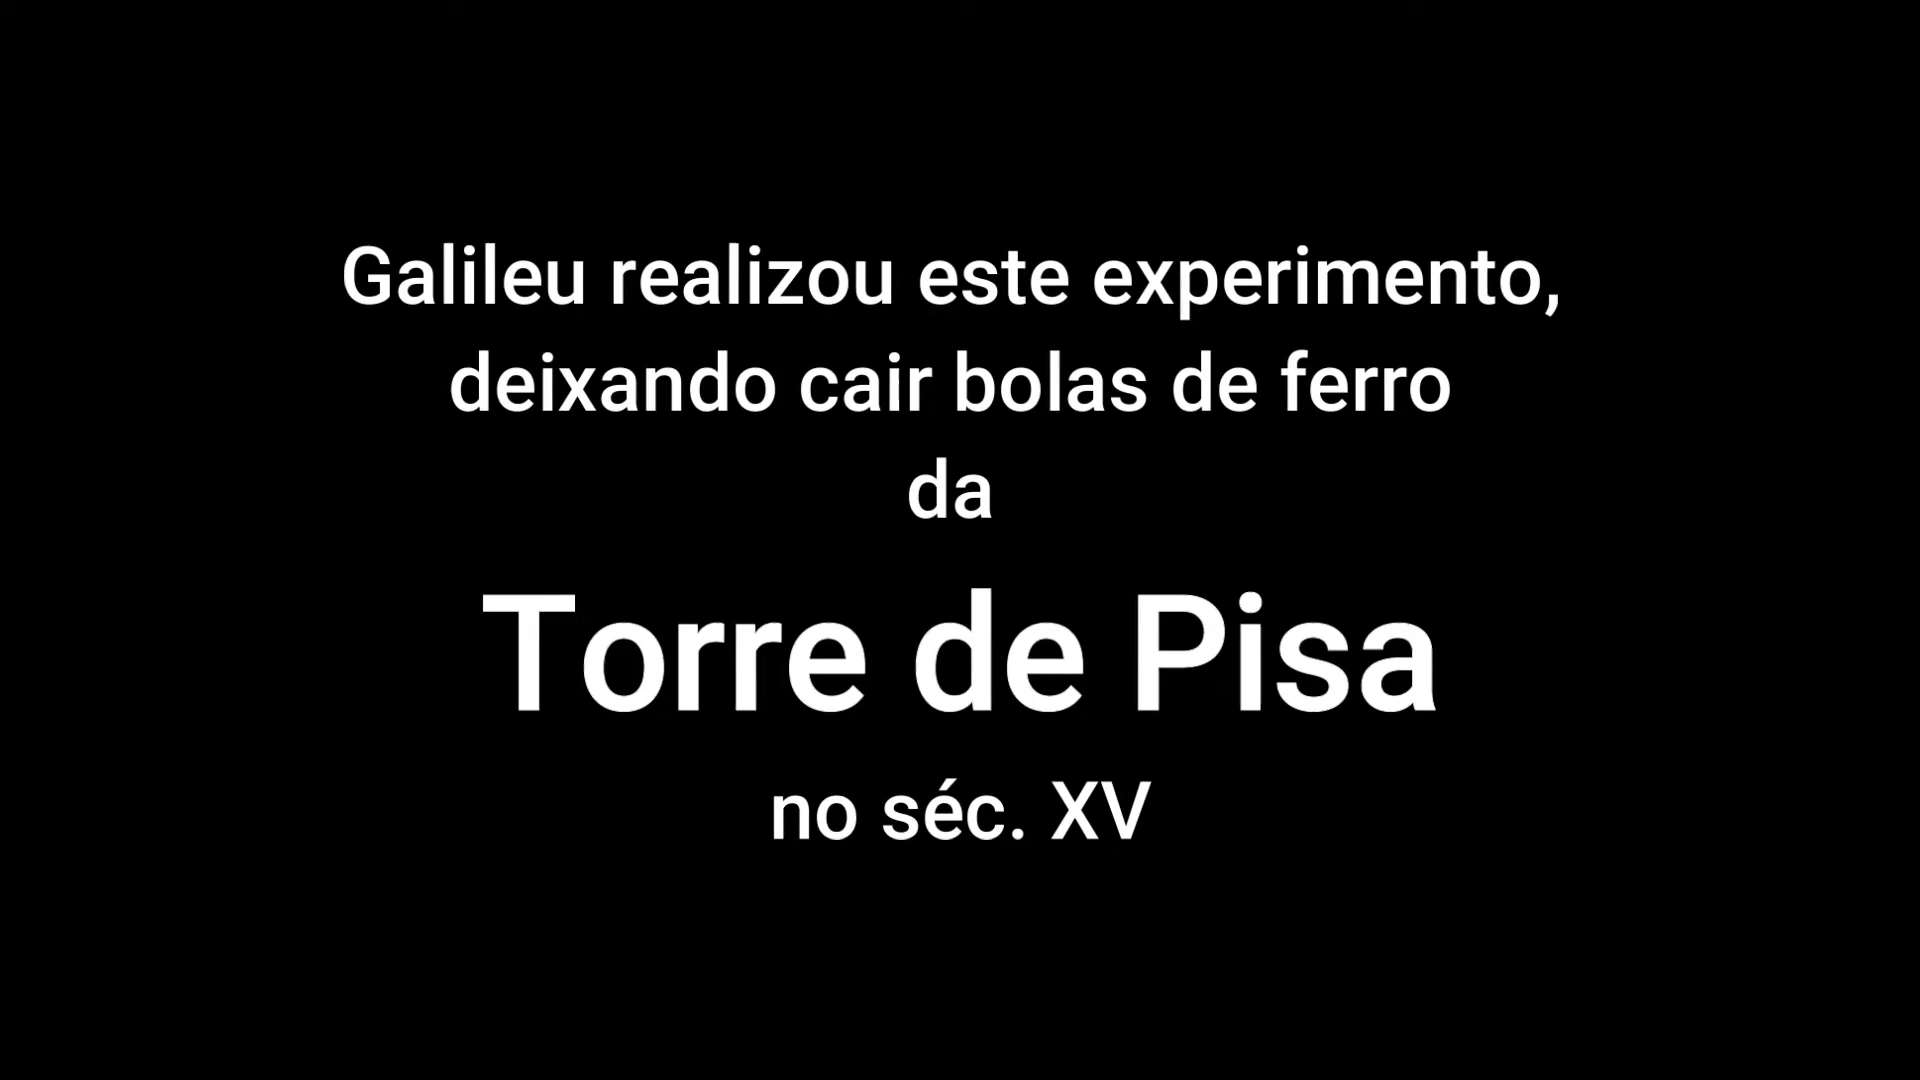 Galileu realizou este experimento,
deixando cair bolas de ferro
da
Torre de Pisa
no séc. XV